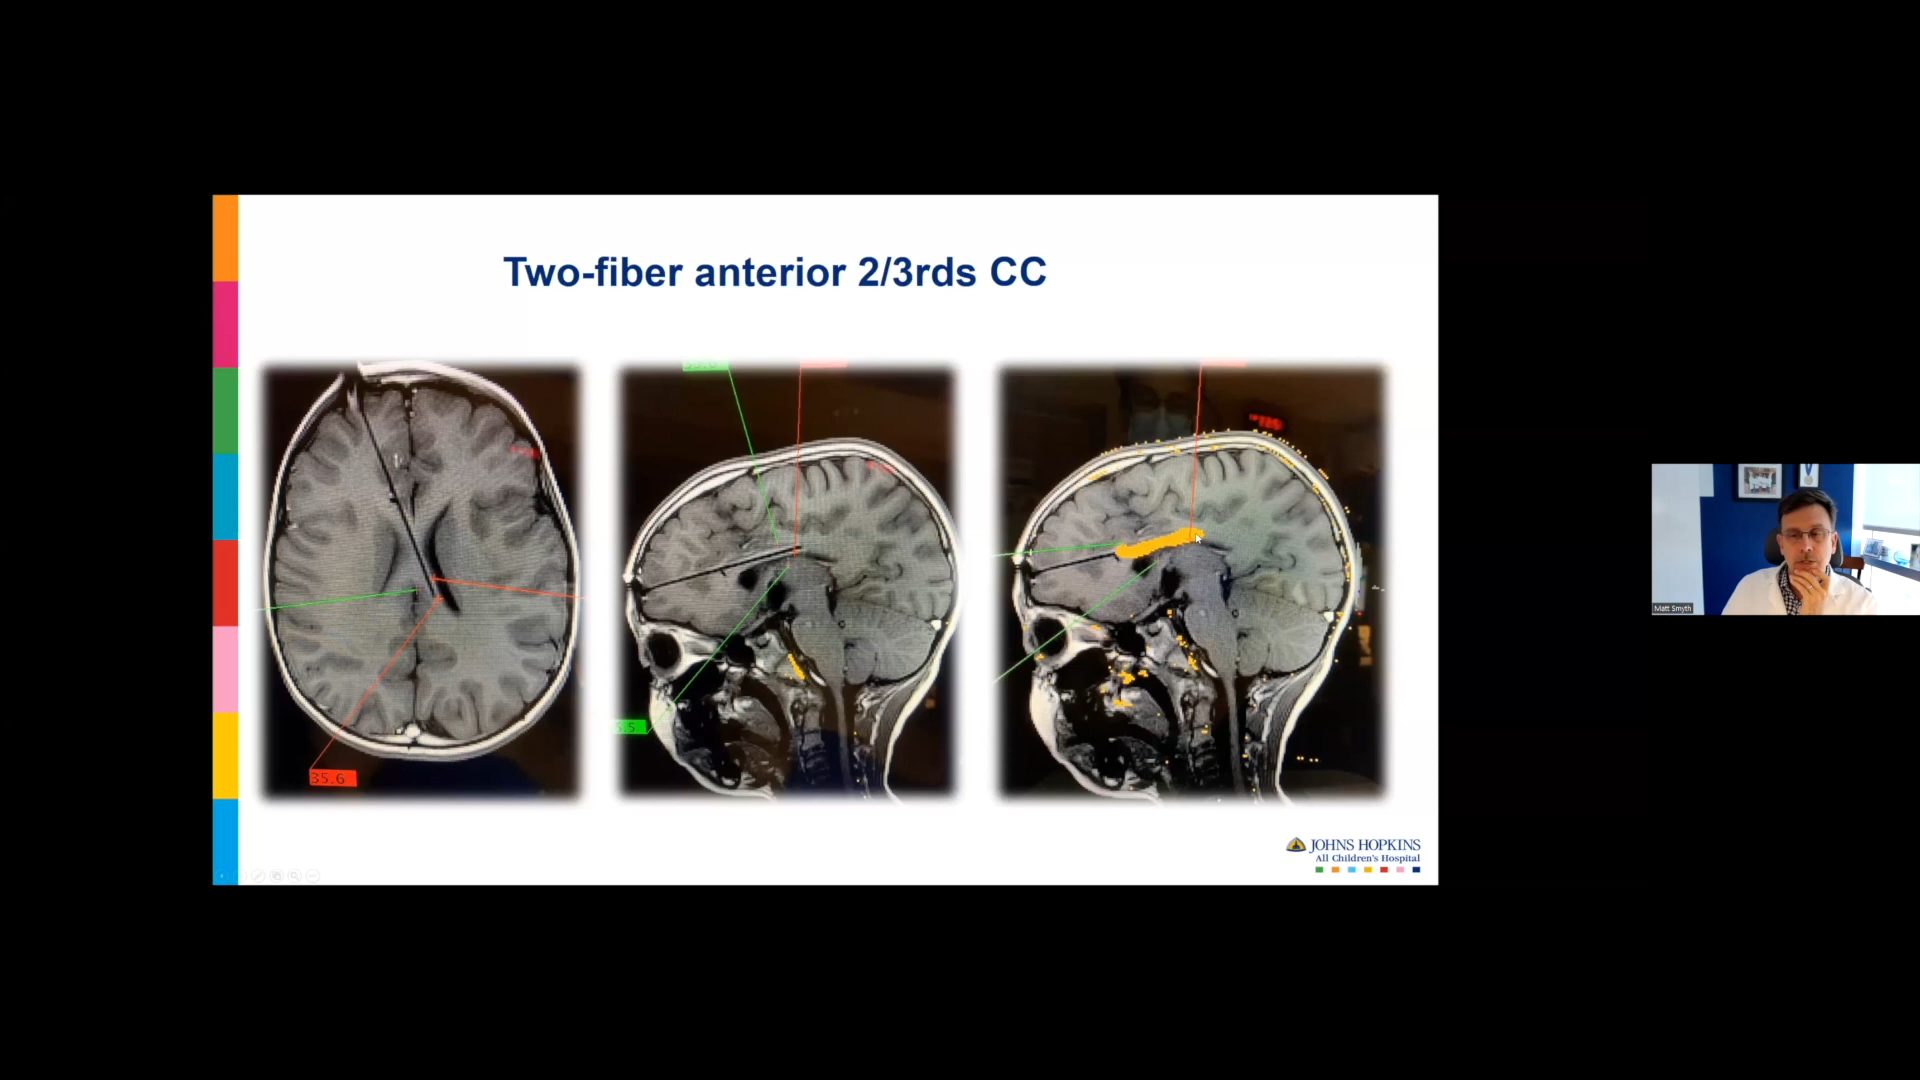 Two-fiber anterior 2/3rds CC
35.6
JOHNS HOPKINS
All Children's Hospital
Matt Smyth